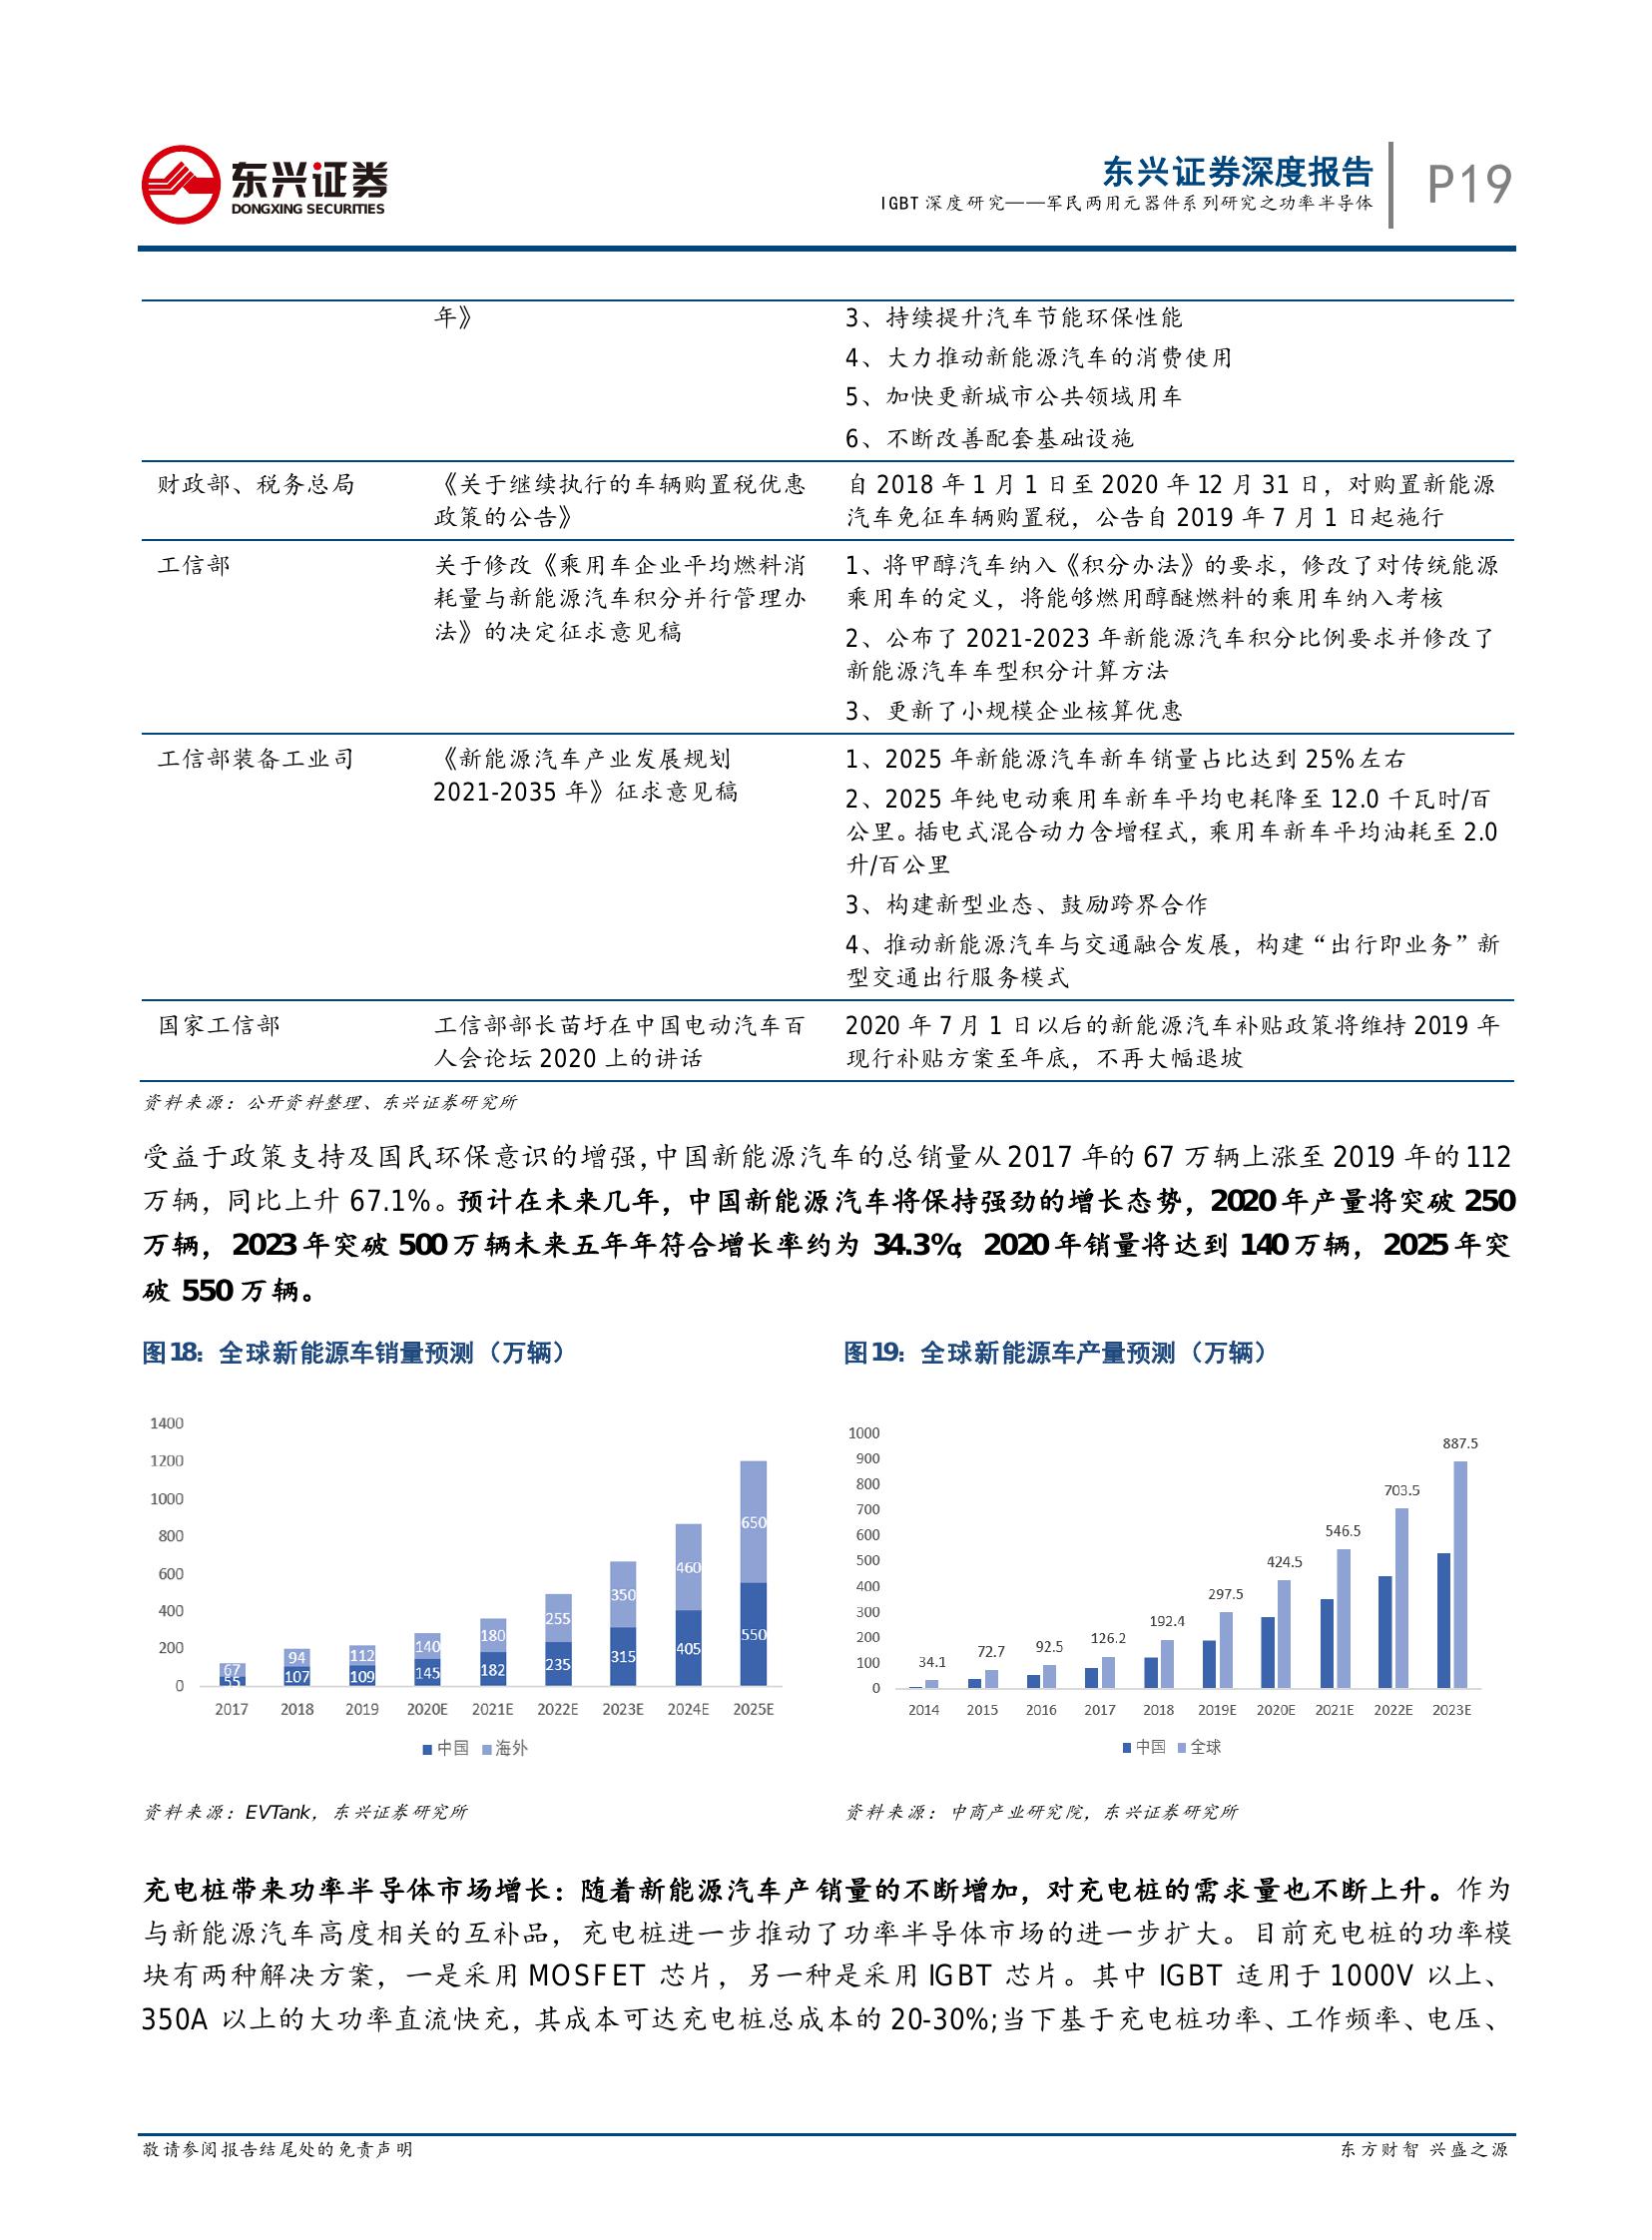 东兴证券
DONGXING SECURITIES
东兴证券深度报告
IGBT 深度研究——军民两用元器件系列研究之功率半导体
P19
年》
3、持续提升汽车节能环保性能
4、大力推动新能源汽车的消费使用
5、加快更新城市公共领域用车
6、不断改善配套基础设施
财政部、税务总局
《关于继续执行的车辆购置税优惠
政策的公告》
自 2018 年 1 月 1 日至 2020 年 12 月 31 日，对购置新能源
汽车免征车辆购置税，公告自 2019 年 7 月 1 日起施行
工信部
关于修改《乘用车企业平均燃料消
耗量与新能源汽车积分并行管理办
法》的决定征求意见稿
1、将甲醇汽车纳入《积分办法》的要求，修改了对传统能源
乘用车的定义，将能够燃用醇醚燃料的乘用车纳入考核
2、公布了 2021-2023 年新能源汽车积分比例要求并修改了
新能源汽车车型积分计算方法
3、更新了小规模企业核算优惠
工信部装备工业司
《新能源汽车产业发展规划
2021-2035 年》征求意见稿
1、2025 年新能源汽车新车销量占比达到 25%左右
2、2025 年纯电动乘用车新车平均电耗降至 12.0 千瓦时/百
公里。插电式混合动力含增程式，乘用车新车平均油耗至 2.0
升/百公里
3、构建新型业态、鼓励跨界合作
4、推动新能源汽车与交通融合发展，构建“出行即业务”新
型交通出行服务模式
国家工信部
工信部部长苗圩在中国电动汽车百
人会论坛 2020 上的讲话
2020 年 7 月 1 日以后的新能源汽车补贴政策将维持 2019 年
现行补贴方案至年底，不再大幅退坡
资料来源：公开资料整理、东兴证券研究所
受益于政策支持及国民环保意识的增强，中国新能源汽车的总销量从 2017 年的 67 万辆上涨至 2019 年的 112
万辆，同比上升 67.1%。预计在未来几年，中国新能源汽车将保持强劲的增长态势，2020 年产量将突破 250
万辆，2023 年突破 500 万辆未来五年年符合增长率约为 34.3%；2020 年销量将达到 140 万辆，2025 年突
破 550 万辆。
图18：全球新能源车销量预测（万辆）
1400
1200
1000
800
600
400
200
0
67 94 112 140 180 255 350 460 650
55 107 109 145 182 235 315 405 550
2017 2018 2019 2020E 2021E 2022E 2023E 2024E 2025E
中国 海外
资料来源：EVTank，东兴证券研究所
图19：全球新能源车产量预测（万辆）
1000
900
800
700
600
500
400
300
200
100
0
34.1 72.7 92.5 126.2 192.4 297.5 424.5 546.5 703.5 887.5
2014 2015 2016 2017 2018 2019E 2020E 2021E 2022E 2023E
中国 全球
资料来源：中商产业研究院，东兴证券研究所
充电桩带来功率半导体市场增长：随着新能源汽车产销量的不断增加，对充电桩的需求量也不断上升。作为
与新能源汽车高度相关的互补品，充电桩进一步推动了功率半导体市场的进一步扩大。目前充电桩的功率模
块有两种解决方案，一是采用 MOSFET 芯片，另一种是采用 IGBT 芯片。其中 IGBT 适用于 1000V 以上、
350A 以上的大功率直流快充，其成本可达充电桩总成本的 20-30%;当下基于充电桩功率、工作频率、电压、
敬请参阅报告结尾处的免责声明
东方财智 兴盛之源